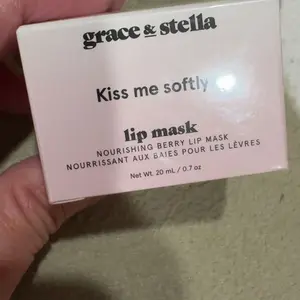 grace & stella
Kiss me softly
lip mask
NOURISHING BERRY LIP MASK
NOURRISSANT AUX BAIES POUR LES LÈVRES
Net Wt. 20 mL / 0.7 oz